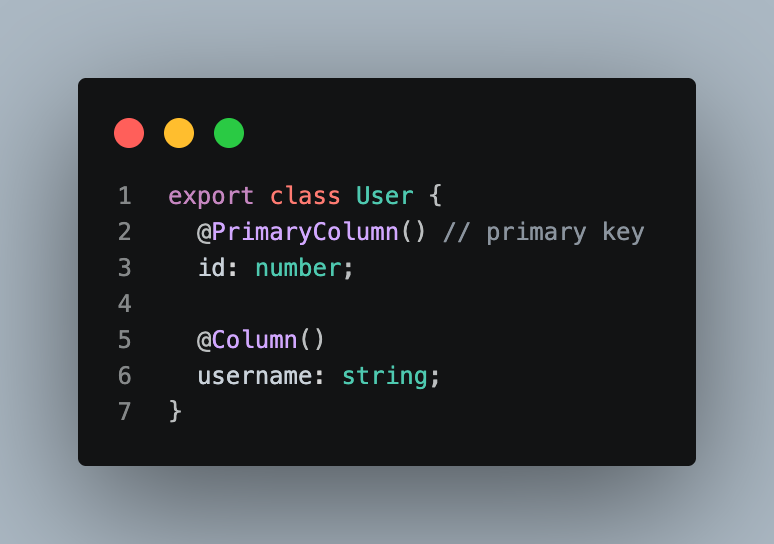 1 export class User {
2 @PrimaryColumn() // primary key
3 id: number;
4
5 @Column()
6 username: string;
7 }